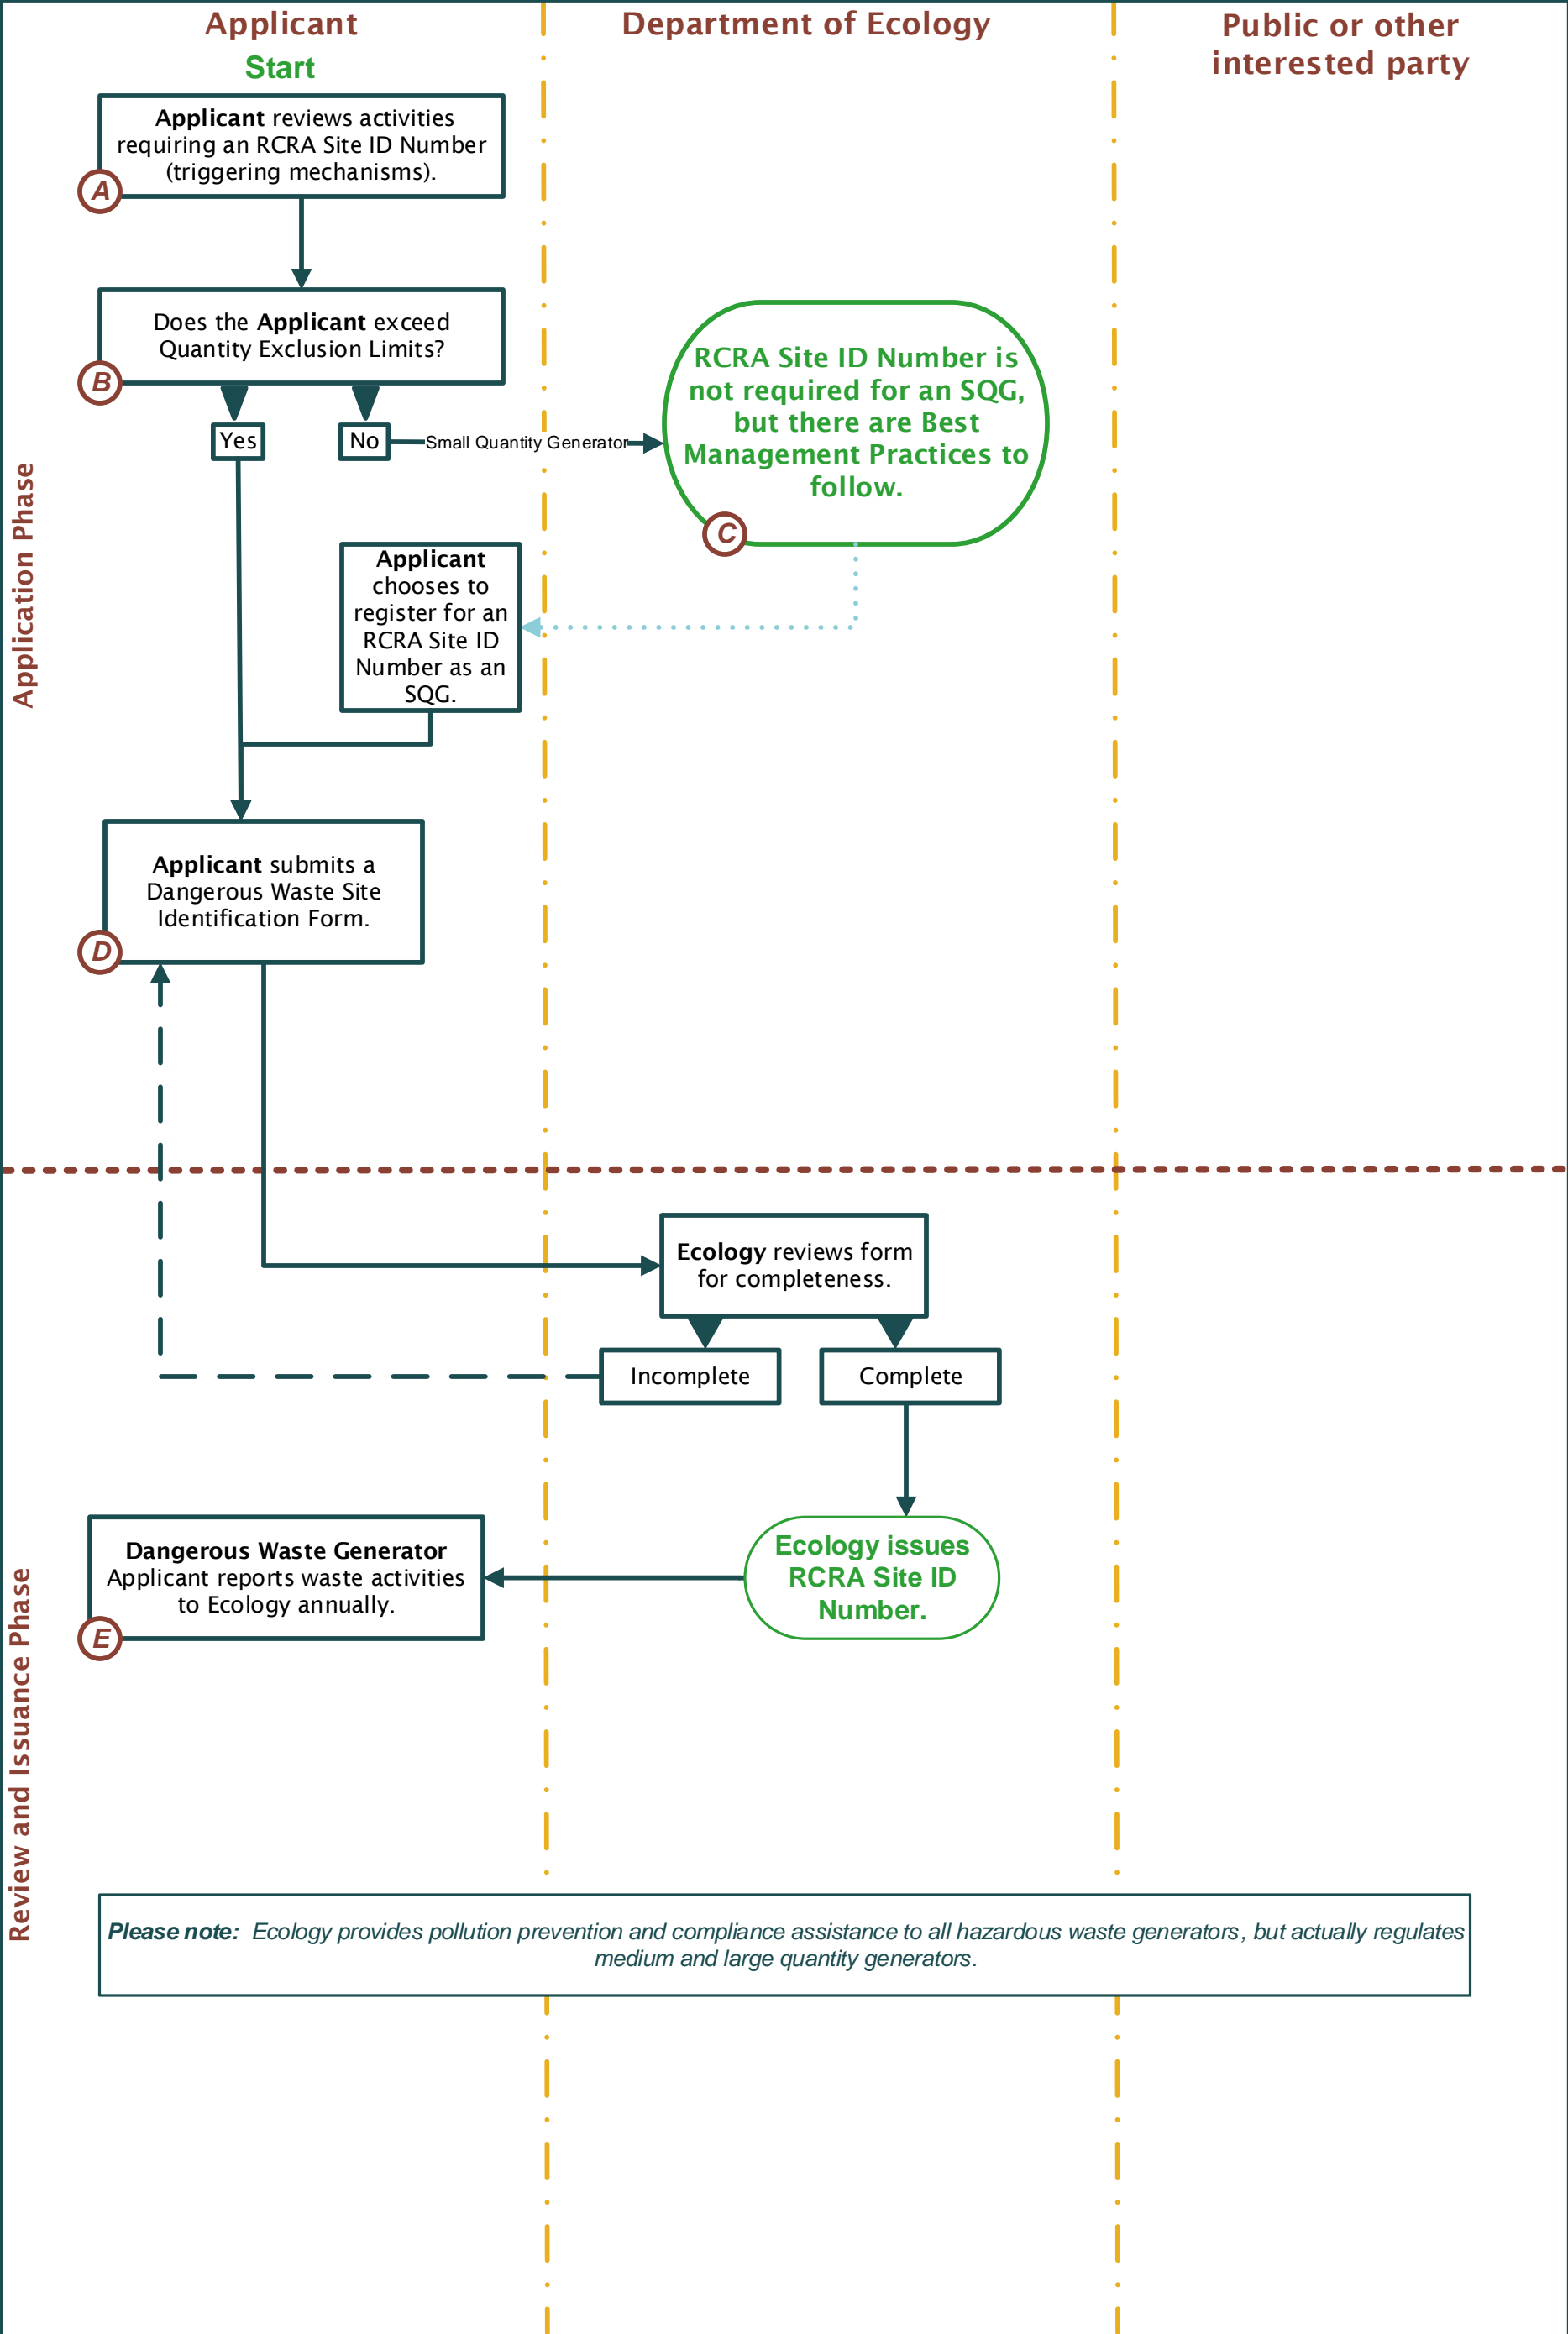 Applicant
Department of Ecology
Public or other
interested party
Start
Applicant reviews activities
requiring an RCRA Site ID Number
(triggering mechanisms).
A
Does the Applicant exceed
Quantity Exclusion Limits?
B
Yes
No
Small Quantity Generator
RCRA Site ID Number is
not required for an SQG,
but there are Best
Management Practices to
follow.
C
Applicant
chooses to
register for an
RCRA Site ID
Number as an
SQG.
Application Phase
Applicant submits a
Dangerous Waste Site
Identification Form.
D
Ecology reviews form
for completeness.
Incomplete
Complete
Ecology issues
RCRA Site ID
Number.
Dangerous Waste Generator
Applicant reports waste activities
to Ecology annually.
E
Review and Issuance Phase
Please note:  Ecology provides pollution prevention and compliance assistance to all hazardous waste generators, but actually regulates
medium and large quantity generators.